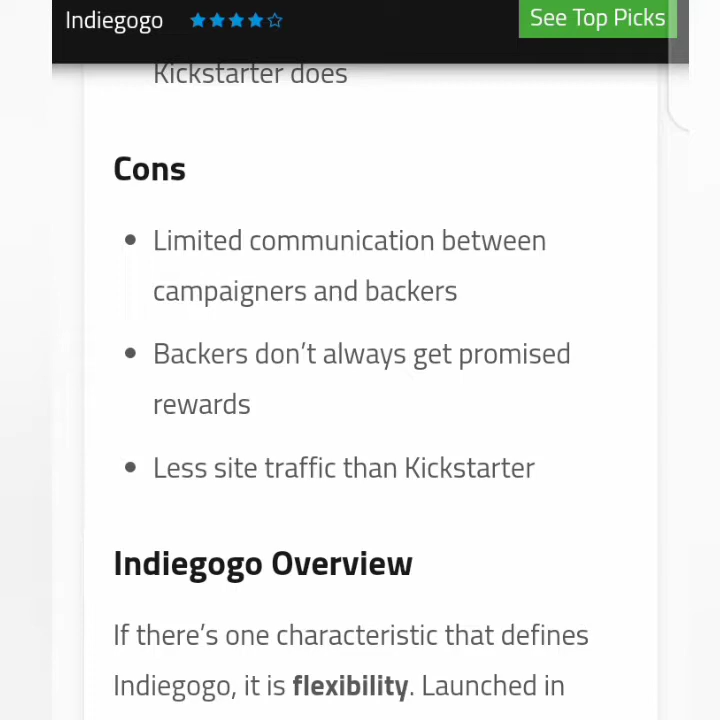 Indiegogo
See Top Picks
Kickstarter does
Cons
• Limited communication between
campaigners and backers
• Backers don’t always get promised
rewards
• Less site traffic than Kickstarter
Indiegogo Overview
If there’s one characteristic that defines
Indiegogo, it is flexibility. Launched in